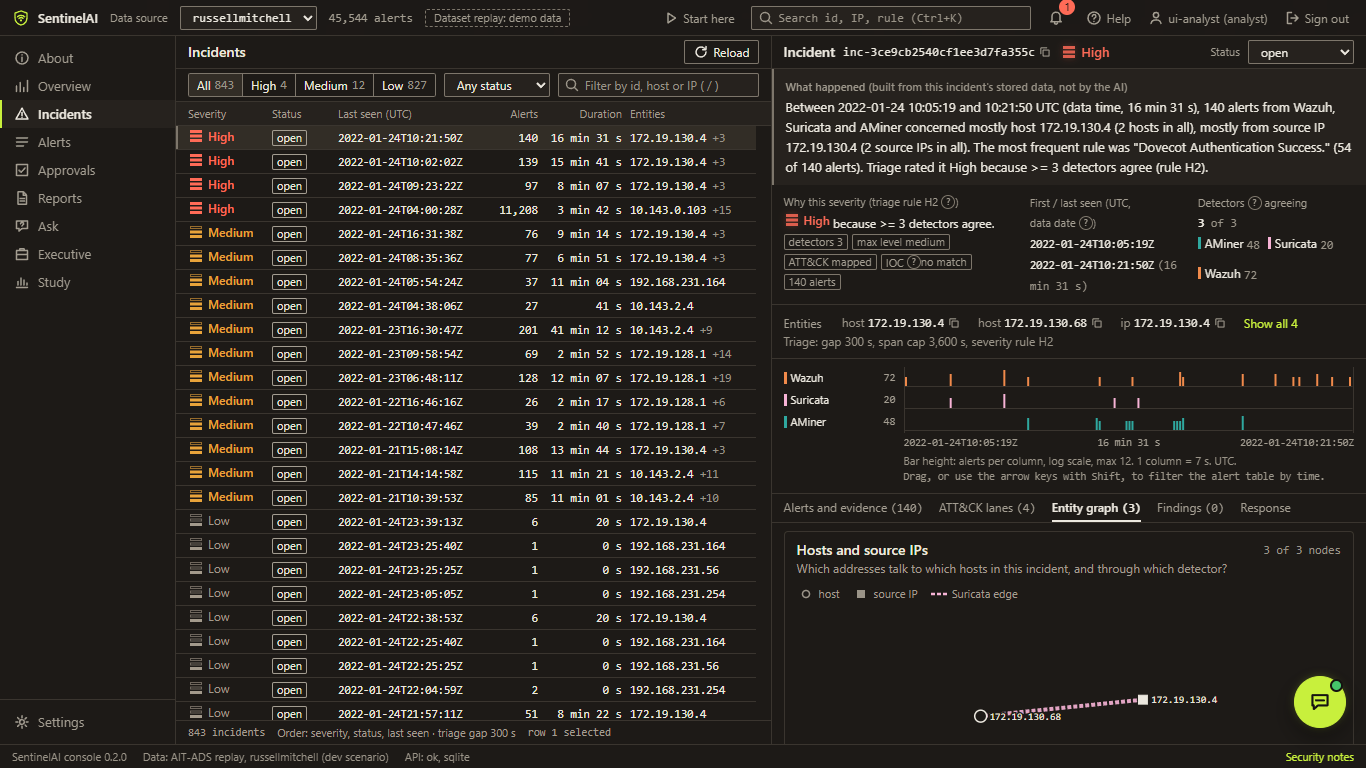 SentinelAI Data source russellmitchell 45,544 alerts Dataset replay: demo data Start here Search id, IP, rule (Ctrl+K) 1 Help ui-analyst (analyst) Sign out
About
Overview
Incidents
Alerts
Approvals
Reports
Ask
Executive
Study
Settings
Incidents Reload
All 843 High 4 Medium 12 Low 827 Any status Filter by id, host or IP ( / )
Severity Status Last seen (UTC) Alerts Duration Entities
High open 2022-01-24T10:21:50Z 140 16 min 31 s 172.19.130.4 +3
High open 2022-01-24T10:02:02Z 139 15 min 41 s 172.19.130.4 +3
High open 2022-01-24T09:23:22Z 97 8 min 07 s 172.19.130.4 +3
High open 2022-01-24T04:00:28Z 11,208 3 min 42 s 10.143.0.103 +15
Medium open 2022-01-24T16:31:38Z 76 9 min 14 s 172.19.130.4 +3
Medium open 2022-01-24T08:35:36Z 77 6 min 51 s 172.19.130.4 +3
Medium open 2022-01-24T05:54:24Z 37 11 min 04 s 192.168.231.164
Medium open 2022-01-24T04:38:06Z 27 41 s 10.143.2.4
Medium open 2022-01-23T16:30:47Z 201 41 min 12 s 10.143.2.4 +9
Medium open 2022-01-23T09:58:54Z 69 2 min 52 s 172.19.128.1 +14
Medium open 2022-01-23T06:48:11Z 128 12 min 07 s 172.19.128.1 +19
Medium open 2022-01-22T16:46:16Z 26 2 min 17 s 172.19.128.1 +6
Medium open 2022-01-22T10:47:46Z 39 2 min 40 s 172.19.128.1 +7
Medium open 2022-01-21T15:08:14Z 108 13 min 44 s 172.19.130.4 +3
Medium open 2022-01-21T14:14:58Z 115 11 min 21 s 10.143.2.4 +11
Medium open 2022-01-21T10:39:53Z 85 11 min 01 s 10.143.2.4 +10
Low open 2022-01-24T23:39:13Z 6 20 s 172.19.130.4
Low open 2022-01-24T23:25:40Z 1 0 s 192.168.231.164
Low open 2022-01-24T23:25:25Z 1 0 s 192.168.231.56
Low open 2022-01-24T23:05:05Z 1 0 s 192.168.231.254
Low open 2022-01-24T22:38:53Z 6 20 s 172.19.130.4
Low open 2022-01-24T22:25:40Z 1 0 s 192.168.231.164
Low open 2022-01-24T22:25:25Z 1 0 s 192.168.231.56
Low open 2022-01-24T22:04:59Z 2 0 s 192.168.231.254
Low open 2022-01-24T21:57:11Z 51 8 min 22 s 172.19.130.4
843 incidents Order: severity, status, last seen · triage gap 300 s row 1 selected
Incident inc-3ce9cb2540cf1ee3d7fa355c High Status open
What happened (built from this incident's stored data, not by the AI)
Between 2022-01-24 10:05:19 and 10:21:50 UTC (data time, 16 min 31 s), 140 alerts from Wazuh,
Suricata and AMiner concerned mostly host 172.19.130.4 (2 hosts in all), mostly from source IP
172.19.130.4 (2 source IPs in all). The most frequent rule was "Dovecot Authentication Success." (54
of 140 alerts). Triage rated it High because >= 3 detectors agree (rule H2).
Why this severity (triage rule H2 ?)
High because >= 3 detectors agree.
detectors 3 max level medium
ATT&CK mapped IOC ? no match
140 alerts
First / last seen (UTC,
data date ?)
2022-01-24T10:05:19Z
2022-01-24T10:21:50Z (16
min 31 s)
Detectors ? agreeing
3 of 3
AMiner 48 Suricata 20
Wazuh 72
Entities host 172.19.130.4 host 172.19.130.68 ip 172.19.130.4 Show all 4
Triage: gap 300 s, span cap 3,600 s, severity rule H2
Wazuh 72
Suricata 20
AMiner 48
2022-01-24T10:05:19Z 16 min 31 s 2022-01-24T10:21:50Z
Bar height: alerts per column, log scale, max 12. 1 column = 7 s. UTC.
Drag, or use the arrow keys with Shift, to filter the alert table by time.
Alerts and evidence (140) ATT&CK lanes (4) Entity graph (3) Findings (0) Response
Hosts and source IPs 3 of 3 nodes
Which addresses talk to which hosts in this incident, and through which detector?
host source IP Suricata edge
172.19.130.4
172.19.130.68
SentinelAI console 0.2.0 Data: AIT-ADS replay, russellmitchell (dev scenario) API: ok, sqlite Security notes